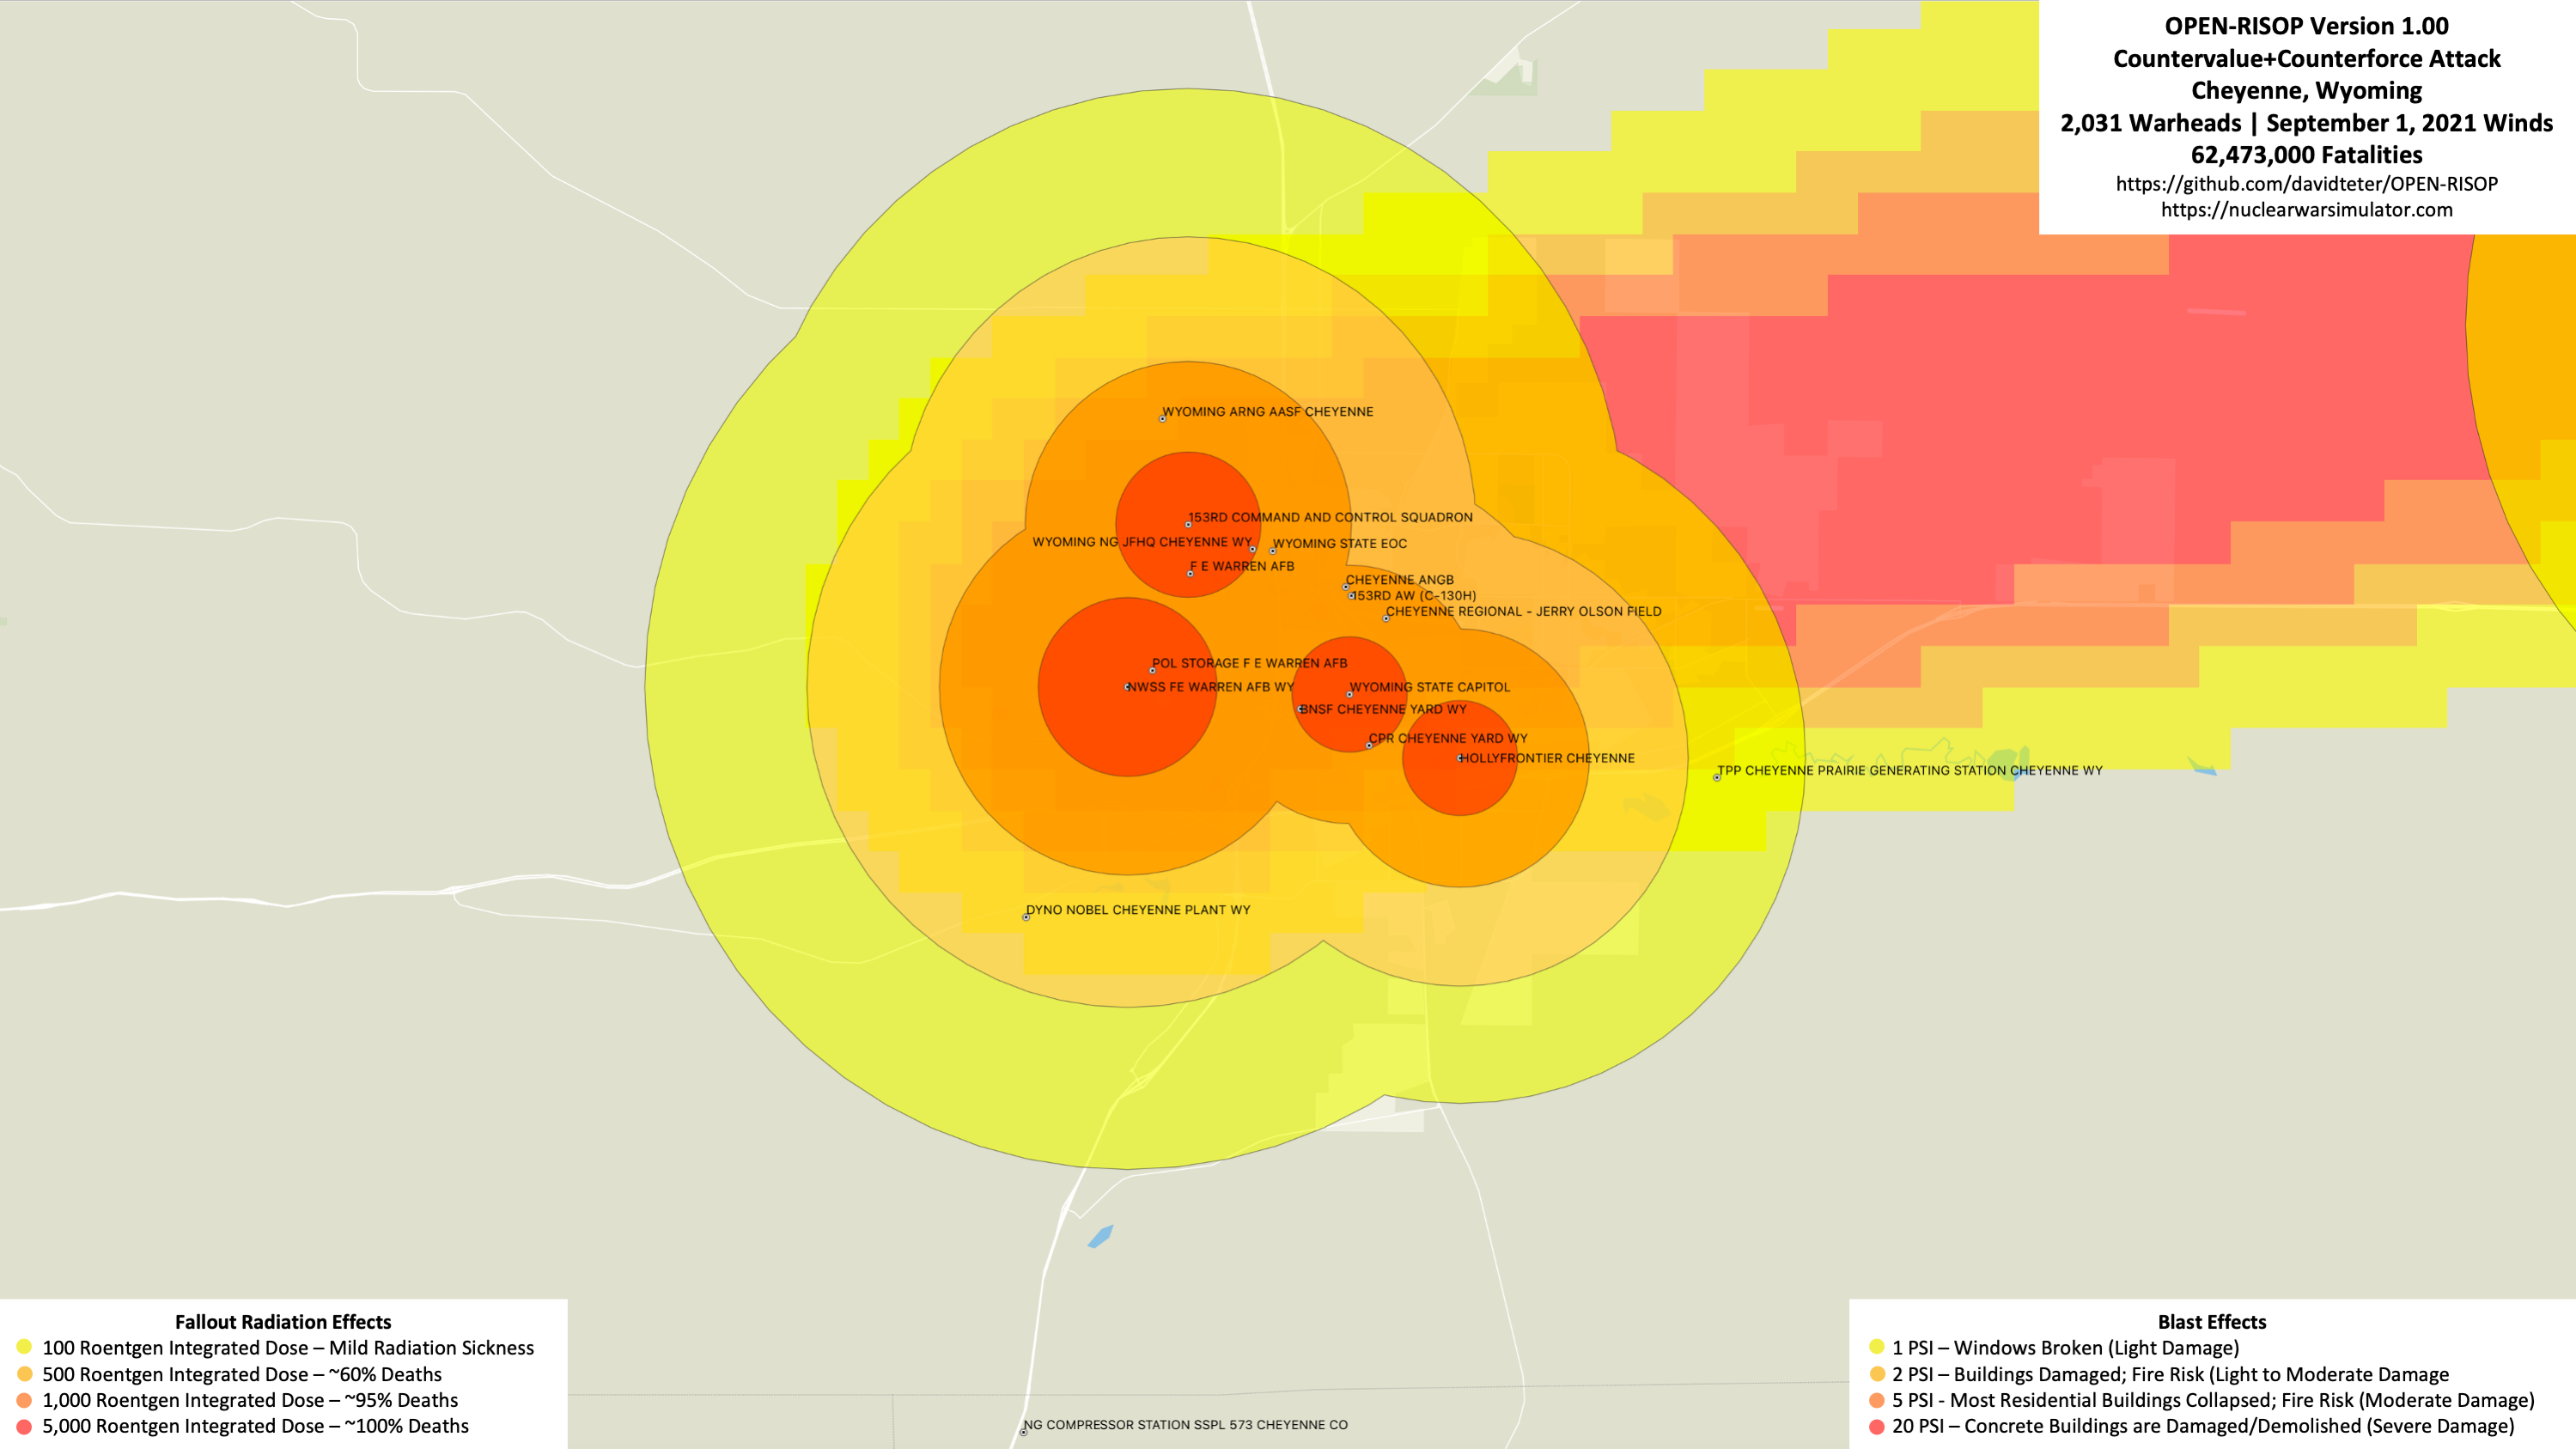 OPEN-RISOP Version 1.00
Countervalue+Counterforce Attack
Cheyenne, Wyoming
2,031 Warheads | September 1, 2021 Winds
62,473,000 Fatalities
https://github.com/davidteter/OPEN-RISOP
https://nuclearwarsimulator.com
WYOMING ARNG AASF CHEYENNE
153RD COMMAND AND CONTROL SQUADRON
WYOMING NG JFHQ CHEYENNE WY
WYOMING STATE EOC
F E WARREN AFB
CHEYENNE ANGB
153RD AW (C-130H)
CHEYENNE REGIONAL - JERRY OLSON FIELD
POL STORAGE F E WARREN AFB
NWSS FE WARREN AFB WY
WYOMING STATE CAPITOL
BNSF CHEYENNE YARD WY
CPR CHEYENNE YARD WY
HOLLYFRONTIER CHEYENNE
TPP CHEYENNE PRAIRIE GENERATING STATION CHEYENNE WY
DYNO NOBEL CHEYENNE PLANT WY
NG COMPRESSOR STATION SSPL 573 CHEYENNE CO
Fallout Radiation Effects
100 Roentgen Integrated Dose – Mild Radiation Sickness
500 Roentgen Integrated Dose – ~60% Deaths
1,000 Roentgen Integrated Dose – ~95% Deaths
5,000 Roentgen Integrated Dose – ~100% Deaths
Blast Effects
1 PSI – Windows Broken (Light Damage)
2 PSI – Buildings Damaged; Fire Risk (Light to Moderate Damage
5 PSI - Most Residential Buildings Collapsed; Fire Risk (Moderate Damage)
20 PSI – Concrete Buildings are Damaged/Demolished (Severe Damage)